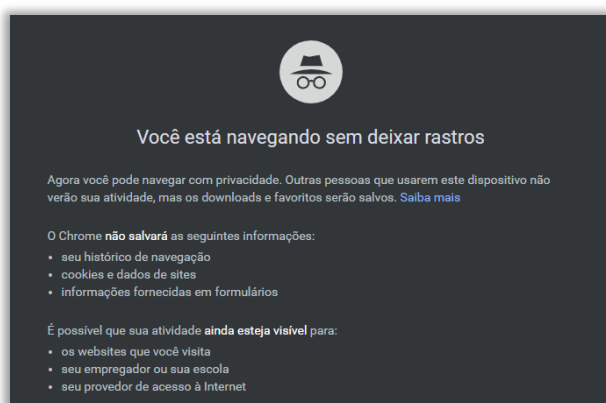 Você está navegando sem deixar rastros
Agora você pode navegar com privacidade. Outras pessoas que usarem este dispositivo não
verão sua atividade, mas os downloads e favoritos serão salvos. Saiba mais
O Chrome não salvará as seguintes informações:
• seu histórico de navegação
• cookies e dados de sites
• informações fornecidas em formulários
É possível que sua atividade ainda esteja visível para:
• os websites que você visita
• seu empregador ou sua escola
• seu provedor de acesso à Internet